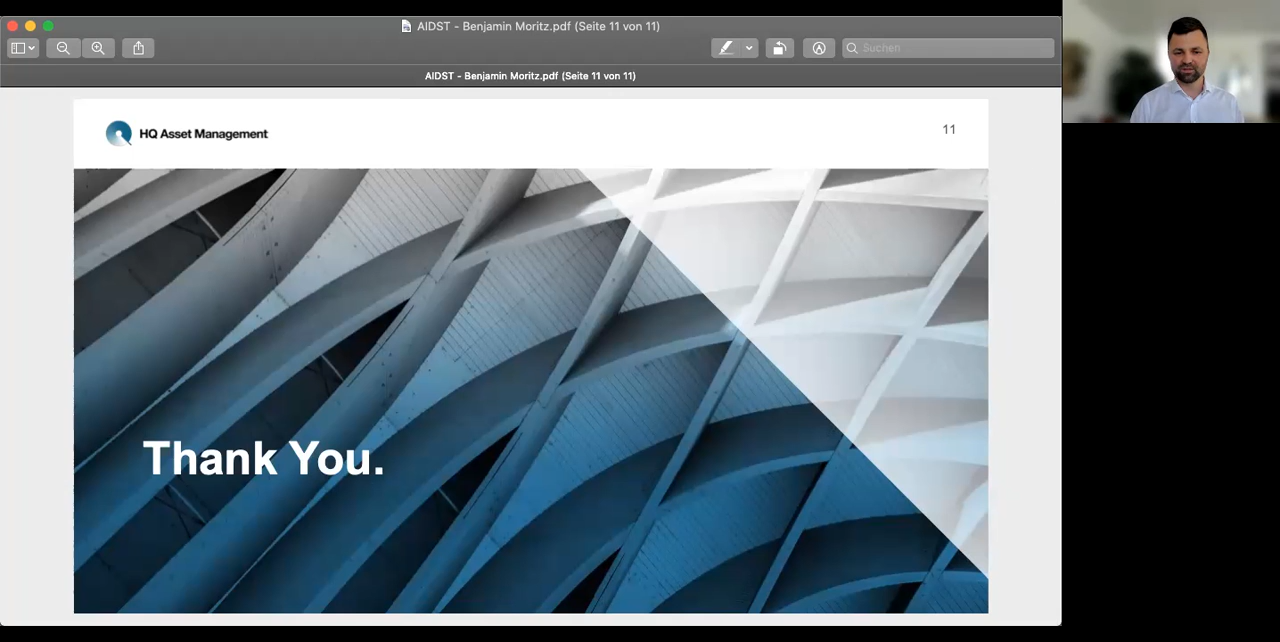 AIDST - Benjamin Moritz.pdf (Seite 11 von 11)
Suchen
AIDST - Benjamin Moritz.pdf (Seite 11 von 11)
HQ Asset Management
11
Thank You.